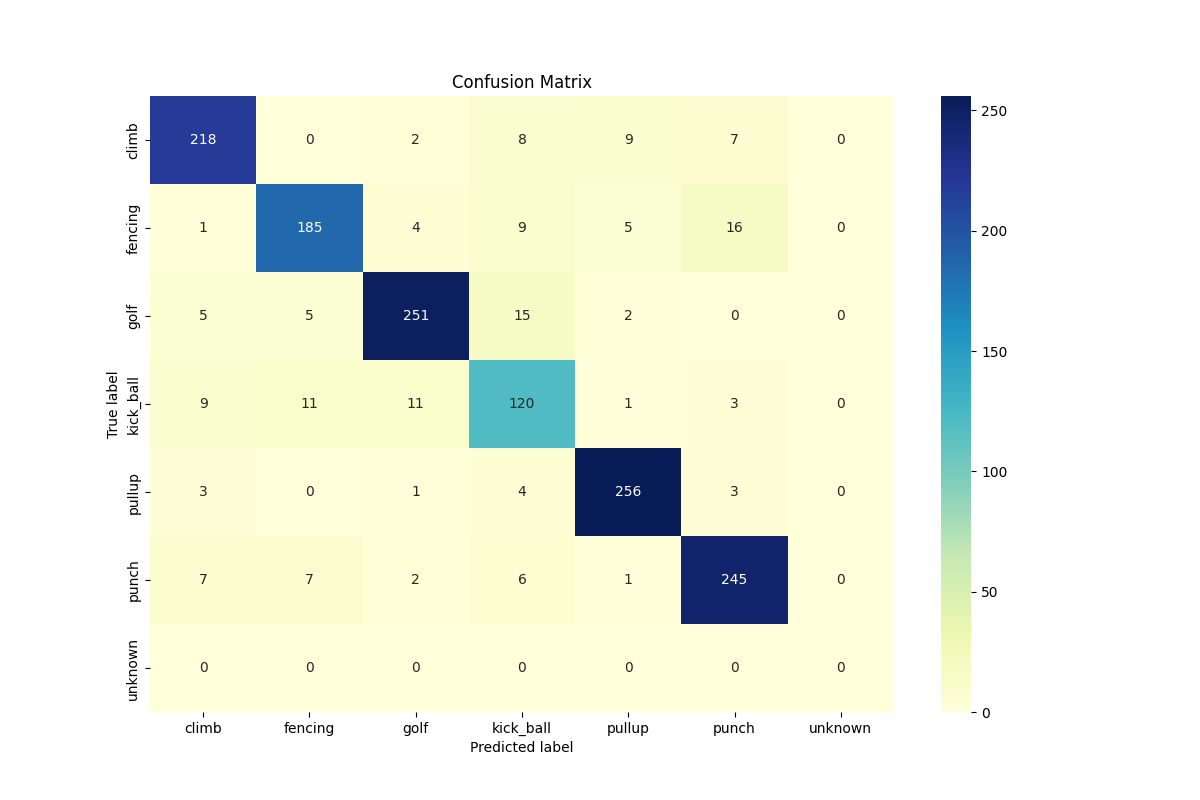 Confusion Matrix
climb 218 0 2 8 9 7 0
fencing 1 185 4 9 5 16 0
golf 5 5 251 15 2 0 0
kick_ball 9 11 11 120 1 3 0
pullup 3 0 1 4 256 3 0
punch 7 7 2 6 1 245 0
unknown 0 0 0 0 0 0 0
climb fencing golf kick_ball pullup punch unknown
Predicted label
True label
250
200
150
100
50
0